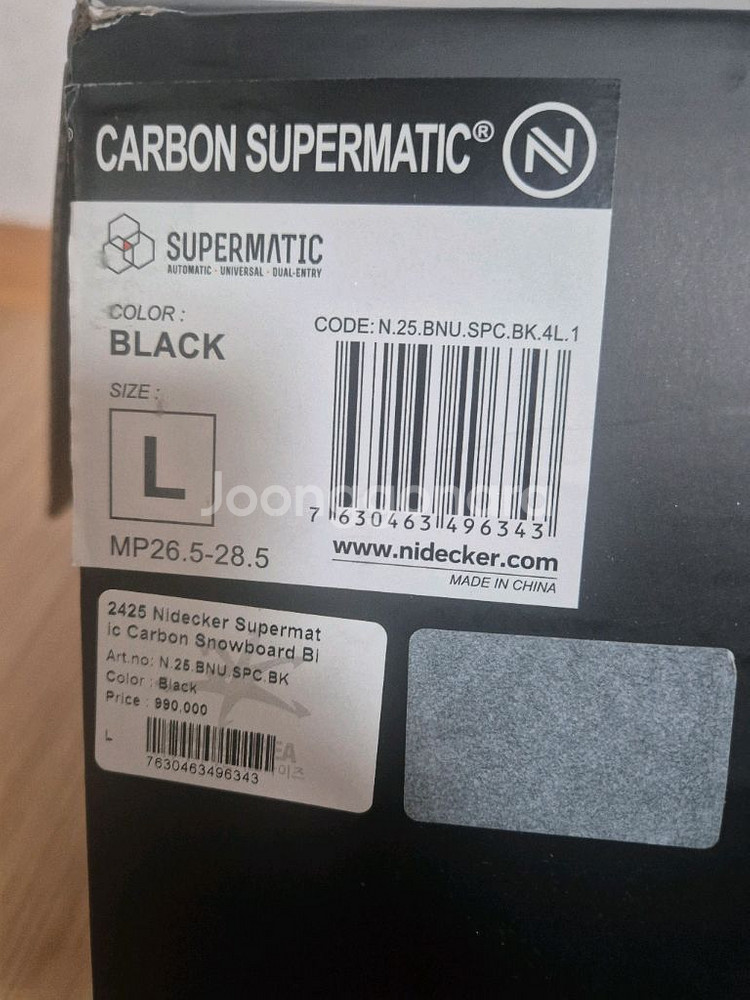 CARBON SUPERMATIC®
N
SUPERMATIC
AUTOMATIC · UNIVERSAL · DUAL-ENTRY
COLOR :
BLACK
CODE: N.25.BNU.SPC.BK.4L.1
SIZE :
L
7 630463 496343
MP26.5-28.5
www.nidecker.com
MADE IN CHINA
Joonggonara
2425 Nidecker Supermat
ic Carbon Snowboard Bi
Art.no: N.25.BNU.SPC.BK
Color : Black
Price : 990,000
L
7630463496343